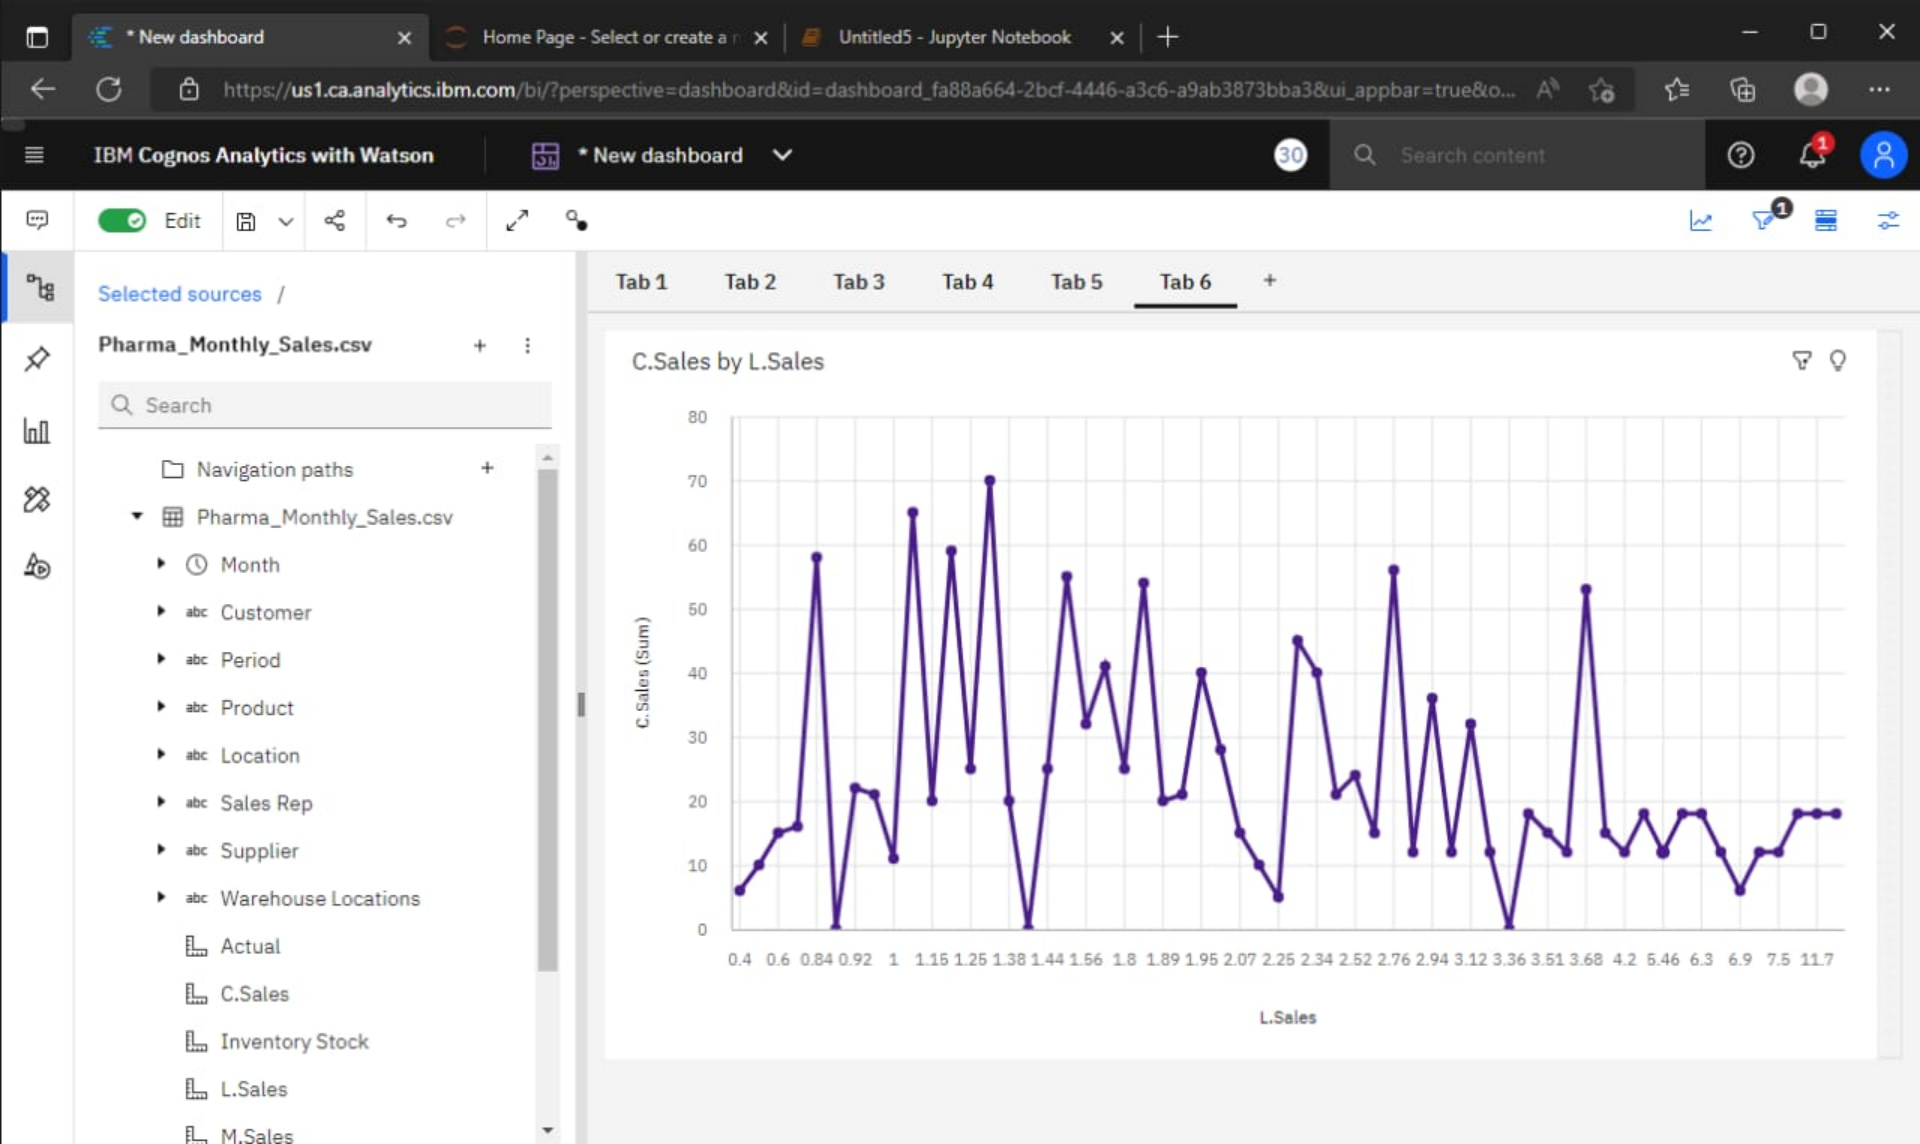 * New dashboard
Home Page - Select or create a n
Untitled5 - Jupyter Notebook
https://us1.ca.analytics.ibm.com/bi/?perspective=dashboard&id=dashboard_fa88a664-2bcf-4446-a3c6-a9ab3873bba3&ui_appbar=true&o...
IBM Cognos Analytics with Watson
* New dashboard
30
Search content
1
Edit
1
Selected sources /
Pharma_Monthly_Sales.csv
Search
Navigation paths
Pharma_Monthly_Sales.csv
Month
abc Customer
abc Period
abc Product
abc Location
abc Sales Rep
abc Supplier
abc Warehouse Locations
Actual
C.Sales
Inventory Stock
L.Sales
M.Sales
Tab 1 Tab 2 Tab 3 Tab 4 Tab 5 Tab 6 +
C.Sales by L.Sales
80
70
60
50
40
30
20
10
0
C.Sales (Sum)
0.4 0.6 0.84 0.92 1 1.15 1.25 1.38 1.44 1.56 1.8 1.89 1.95 2.07 2.25 2.34 2.52 2.76 2.94 3.12 3.36 3.51 3.68 4.2 5.46 6.3 6.9 7.5 11.7
L.Sales